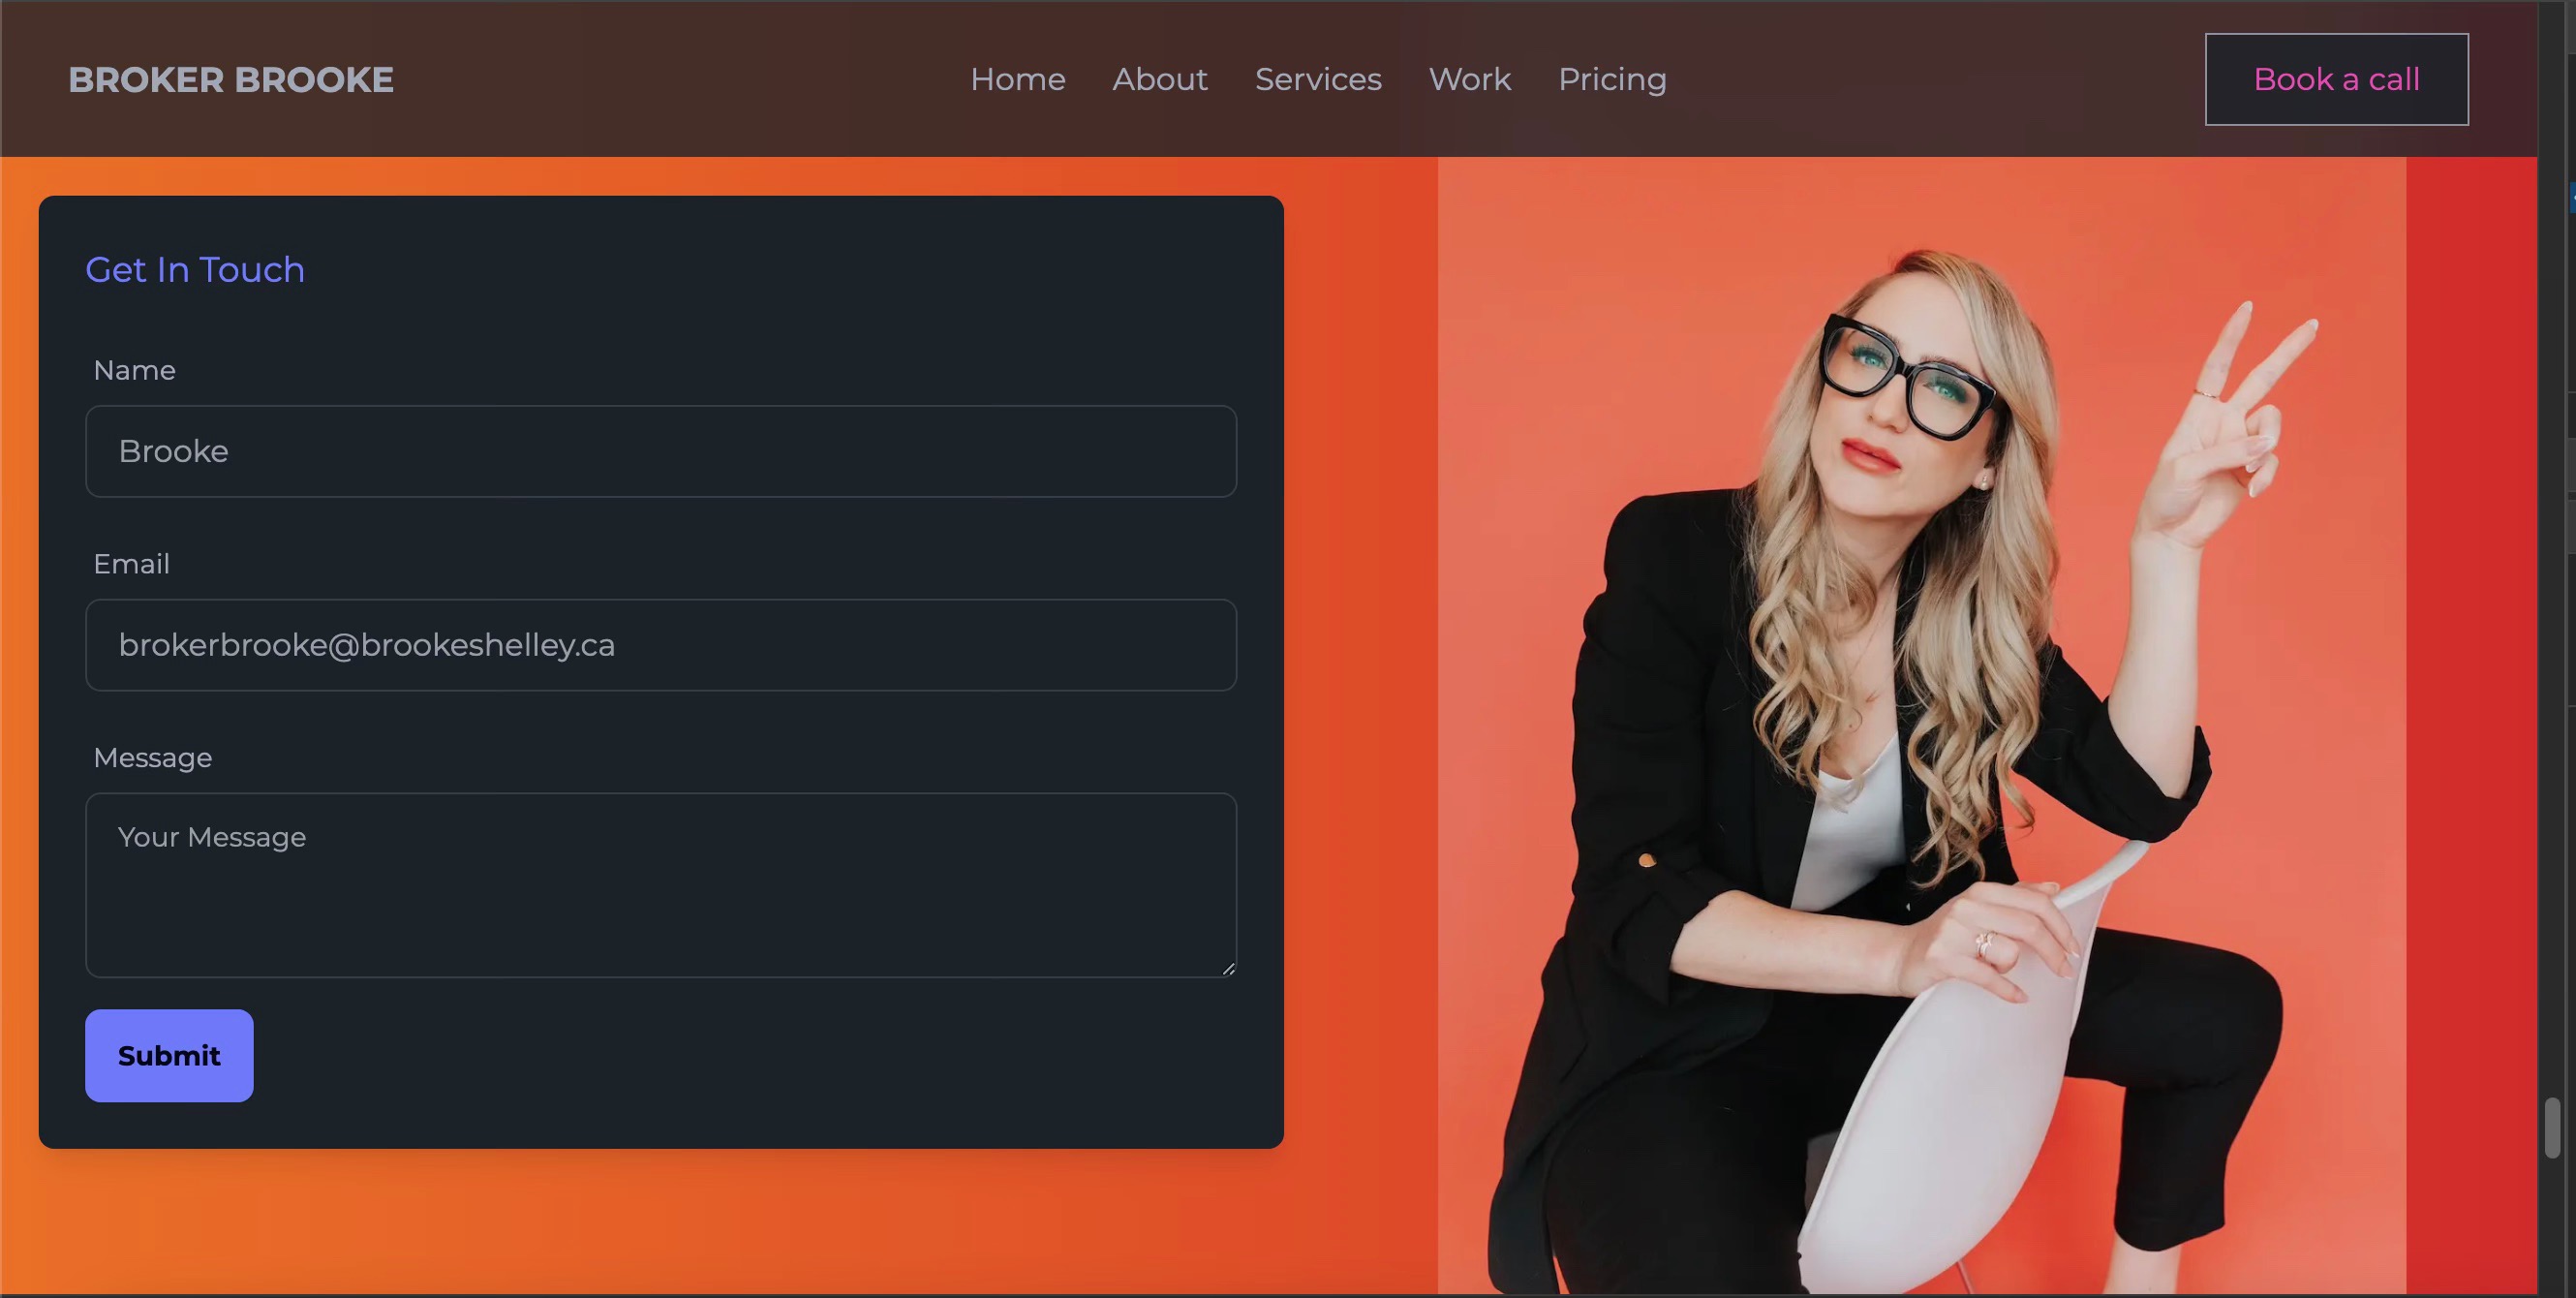 BROKER BROOKE
Home About Services Work Pricing
Book a call
Get In Touch
Name
Brooke
Email
brokerbrooke@brookeshelley.ca
Message
Your Message
Submit